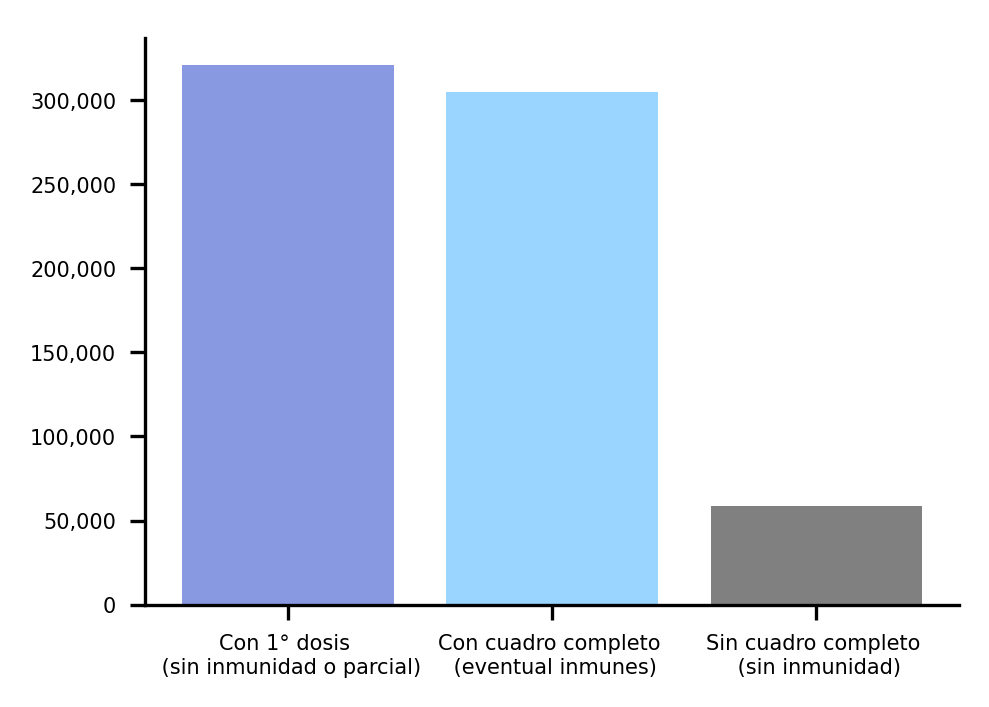 300,000
250,000
200,000
150,000
100,000
50,000
0
Con 1° dosis
(sin inmunidad o parcial)
Con cuadro completo
(eventual inmunes)
Sin cuadro completo
(sin inmunidad)